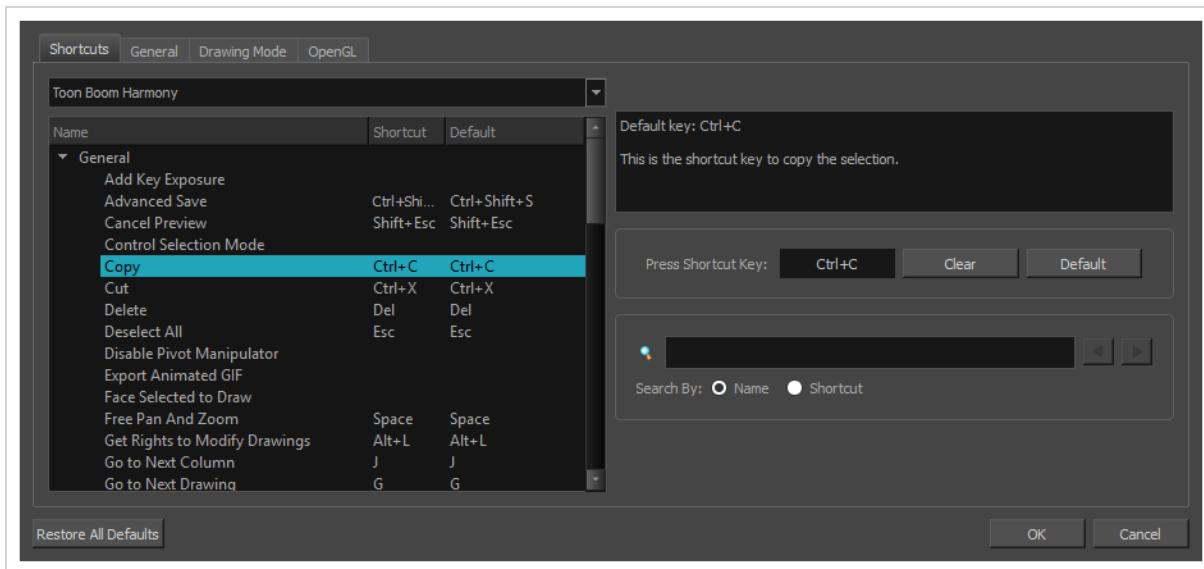 Shortcuts General Drawing Mode OpenGL
Toon Boom Harmony
Name Shortcut Default
General
Add Key Exposure
Advanced Save Ctrl+Shi... Ctrl+Shift+S
Cancel Preview Shift+Esc Shift+Esc
Control Selection Mode
Copy Ctrl+C Ctrl+C
Cut Ctrl+X Ctrl+X
Delete Del Del
Deselect All Esc Esc
Disable Pivot Manipulator
Export Animated GIF
Face Selected to Draw
Free Pan And Zoom Space Space
Get Rights to Modify Drawings Alt+L Alt+L
Go to Next Column J J
Go to Next Drawing G G
Default key: Ctrl+C
This is the shortcut key to copy the selection.
Press Shortcut Key: Ctrl+C Clear Default
Search By: Name Shortcut
Restore All Defaults OK Cancel